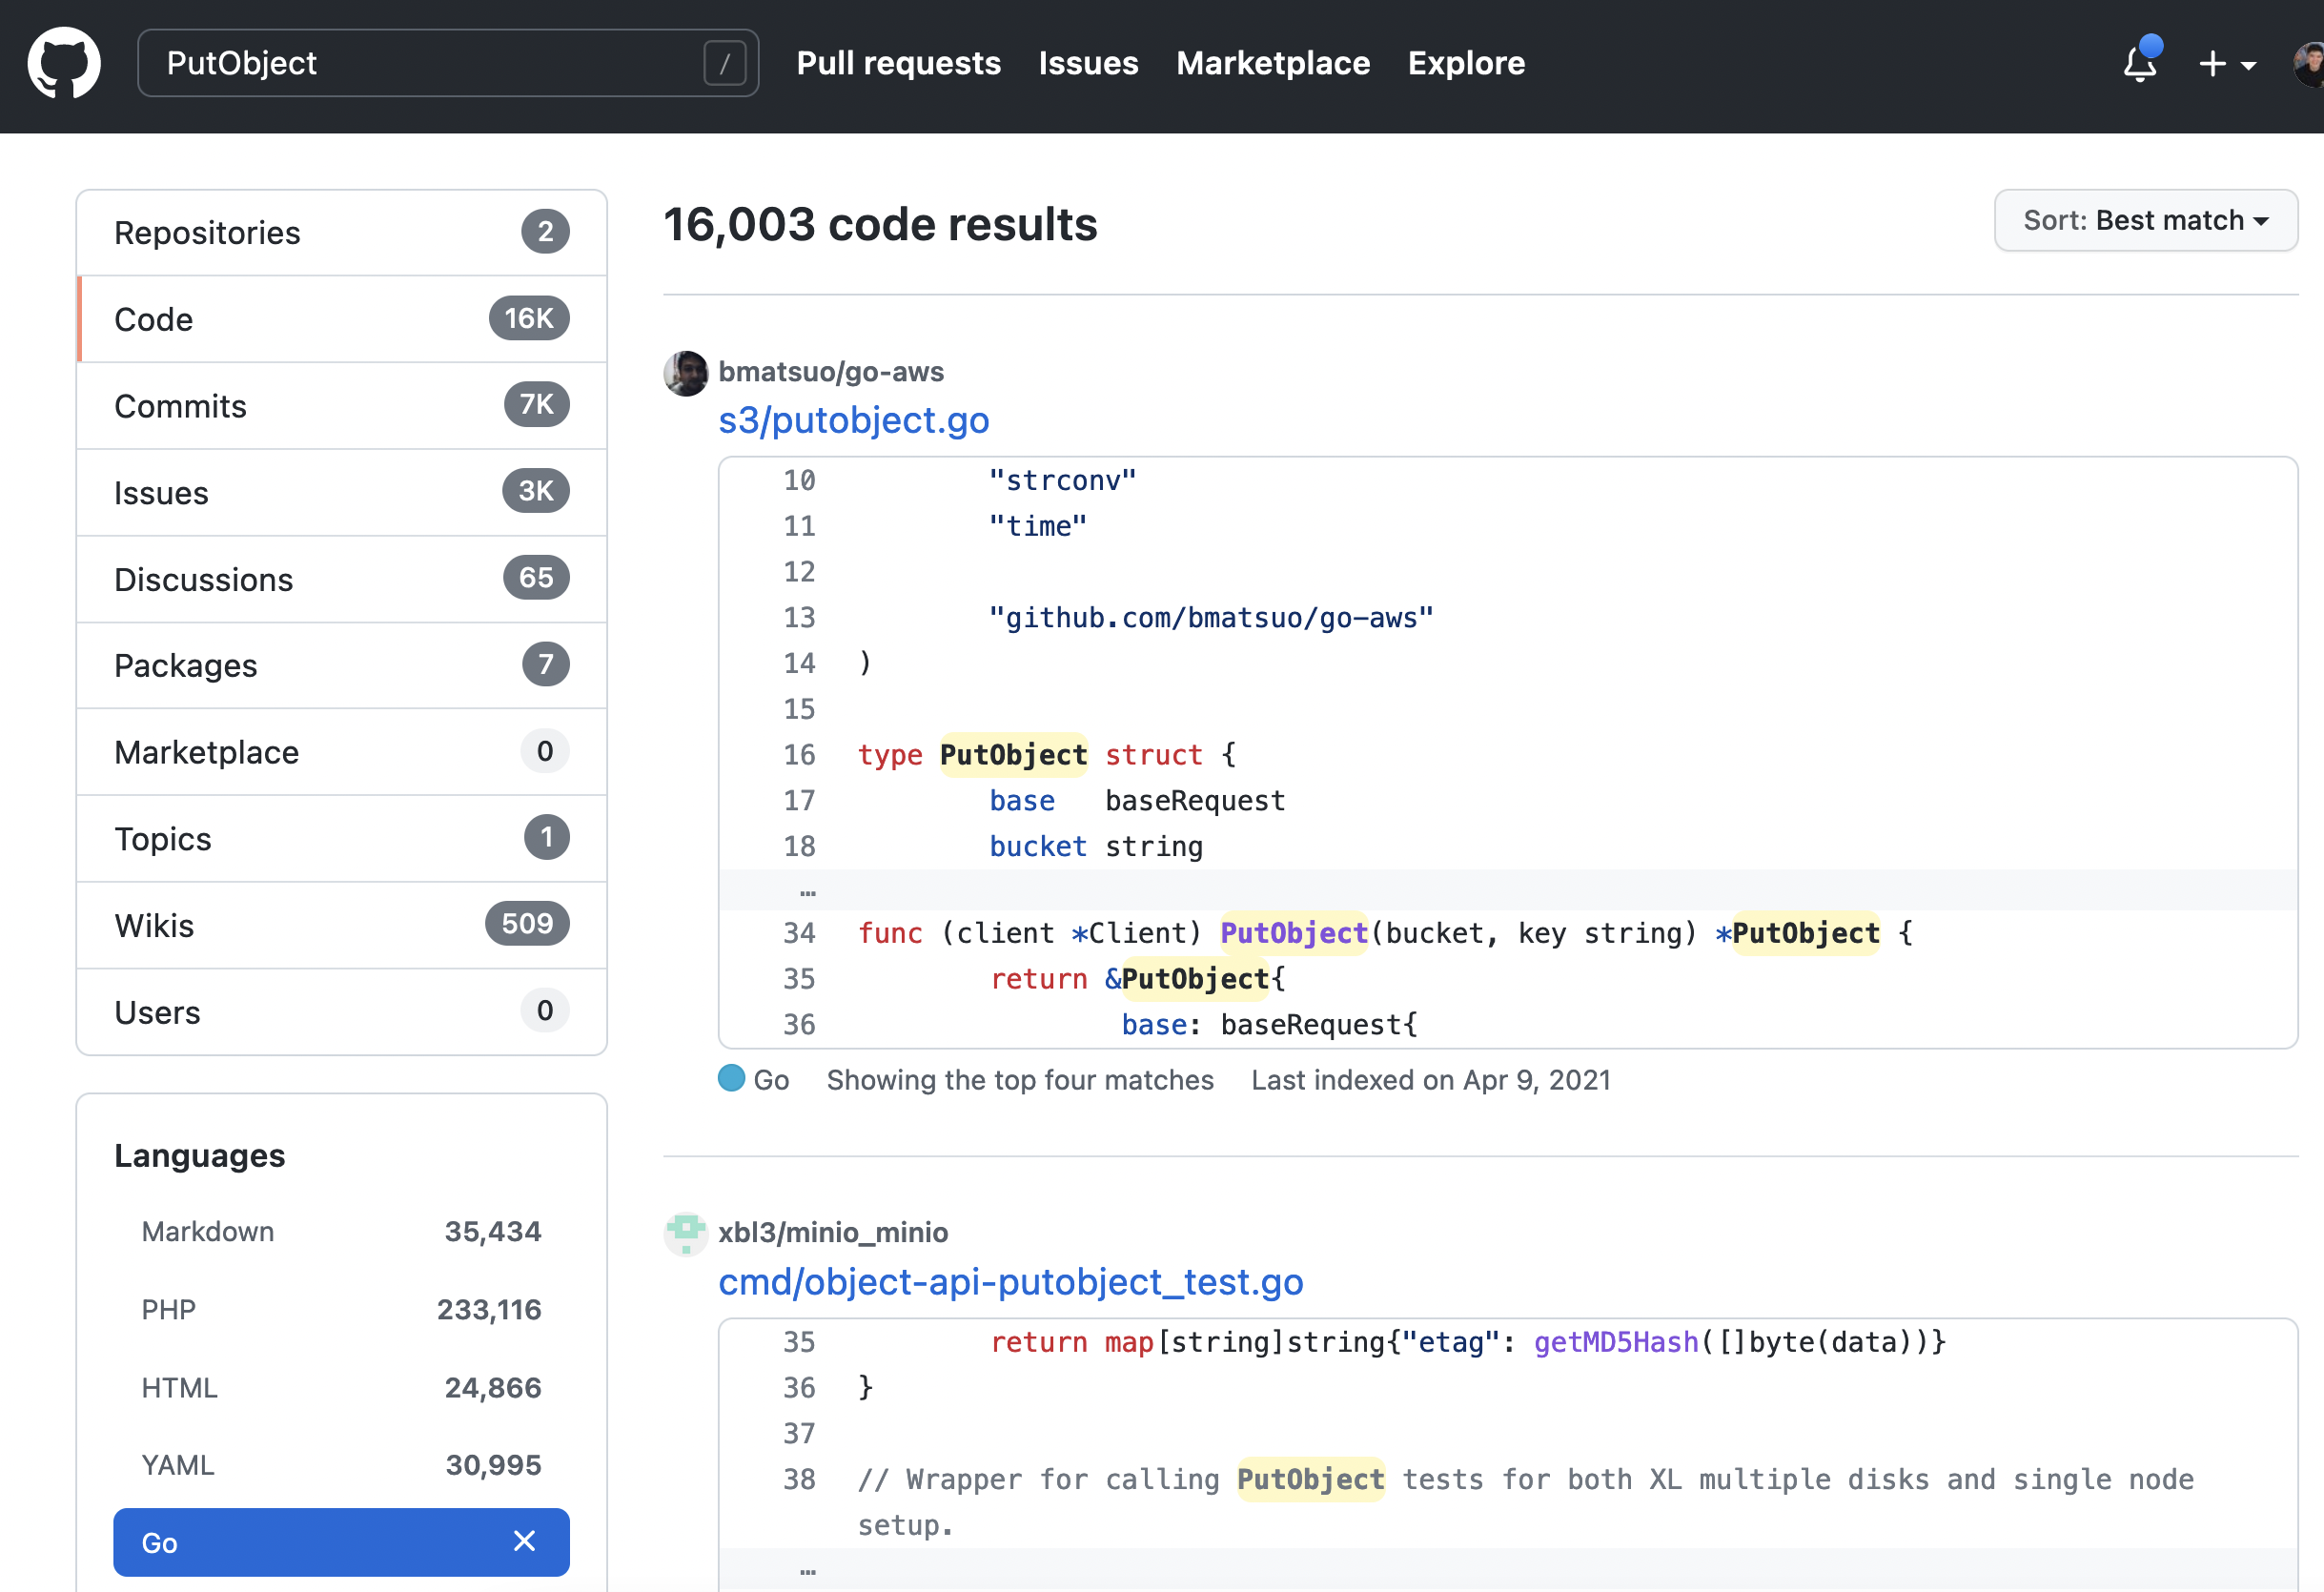 PutObject /
Pull requests Issues Marketplace Explore
Repositories 2
Code 16K
Commits 7K
Issues 3K
Discussions 65
Packages 7
Marketplace 0
Topics 1
Wikis 509
Users 0
Languages
Markdown 35,434
PHP 233,116
HTML 24,866
YAML 30,995
Go
16,003 code results
Sort: Best match
bmatsuo/go-aws
s3/putobject.go
10 "strconv"
11 "time"
12
13 "github.com/bmatsuo/go-aws"
14 )
15
16 type PutObject struct {
17 base baseRequest
18 bucket string
…
34 func (client *Client) PutObject(bucket, key string) *PutObject {
35 return &PutObject{
36 base: baseRequest{
Go Showing the top four matches Last indexed on Apr 9, 2021
xbl3/minio_minio
cmd/object-api-putobject_test.go
35 return map[string]string{"etag": getMD5Hash([]byte(data))}
36 }
37
38 // Wrapper for calling PutObject tests for both XL multiple disks and single node
setup.
…